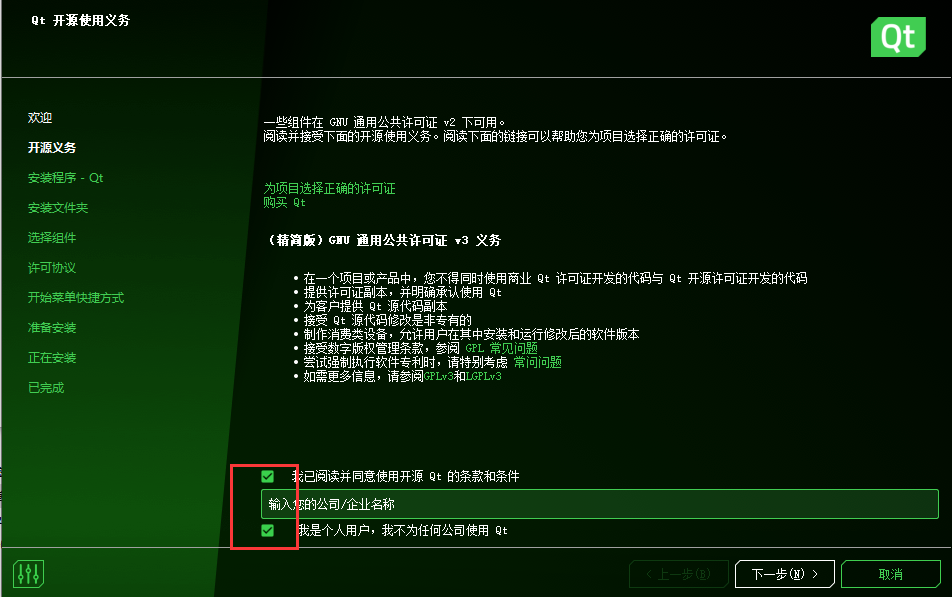 Qt 开源使用义务
Qt
欢迎
开源义务
安装程序 - Qt
安装文件夹
选择组件
许可协议
开始菜单快捷方式
准备安装
正在安装
已完成
一些组件在 GNU 通用公共许可证 v2 下可用。
阅读并接受下面的开源使用义务。阅读下面的链接可以帮助您为项目选择正确的许可证。
为项目选择正确的许可证
购买 Qt
（精简版）GNU 通用公共许可证 v3 义务
• 在一个项目或产品中，您不得同时使用商业 Qt 许可证开发的代码与 Qt 开源许可证开发的代码
• 提供许可证副本，并明确承认使用 Qt
• 为客户提供 Qt 源代码副本
• 接受 Qt 源代码修改是非专有的
• 制作消费类设备，允许用户在其中安装和运行修改后的软件版本
• 接受数字版权管理条款，参阅 GPL 常见问题
• 尝试强制执行软件专利时，请特别考虑 常问问题
• 如需更多信息，请参阅GPLv3和LGPLv3
我已阅读并同意使用开源 Qt 的条款和条件
输入您的公司/企业名称
我是个人用户，我不为任何公司使用 Qt
< 上一步(B)
下一步(N) >
取消